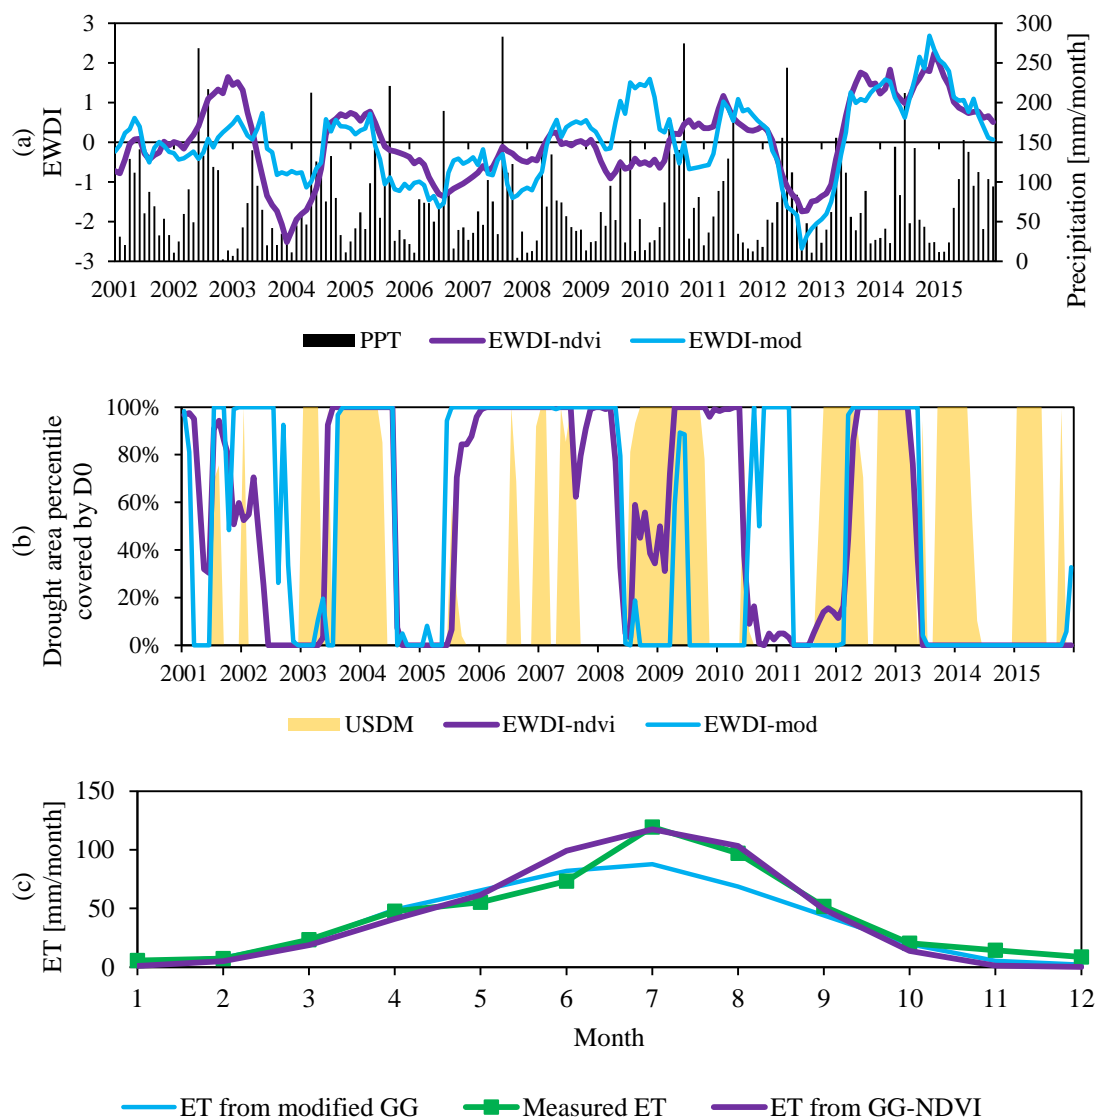 (a)
EWDI
3
2
1
0
-1
-2
-3
300
250
200
150
100
50
0
Precipitation [mm/month]
2001 2002 2003 2004 2005 2006 2007 2008 2009 2010 2011 2012 2013 2014 2015
PPT EWDI-ndvi EWDI-mod
(b)
Drought area percentile
covered by D0
100%
80%
60%
40%
20%
0%
2001 2002 2003 2004 2005 2006 2007 2008 2009 2010 2011 2012 2013 2014 2015
USDM EWDI-ndvi EWDI-mod
(c)
ET [mm/month]
150
100
50
0
1 2 3 4 5 6 7 8 9 10 11 12
Month
ET from modified GG Measured ET ET from GG-NDVI